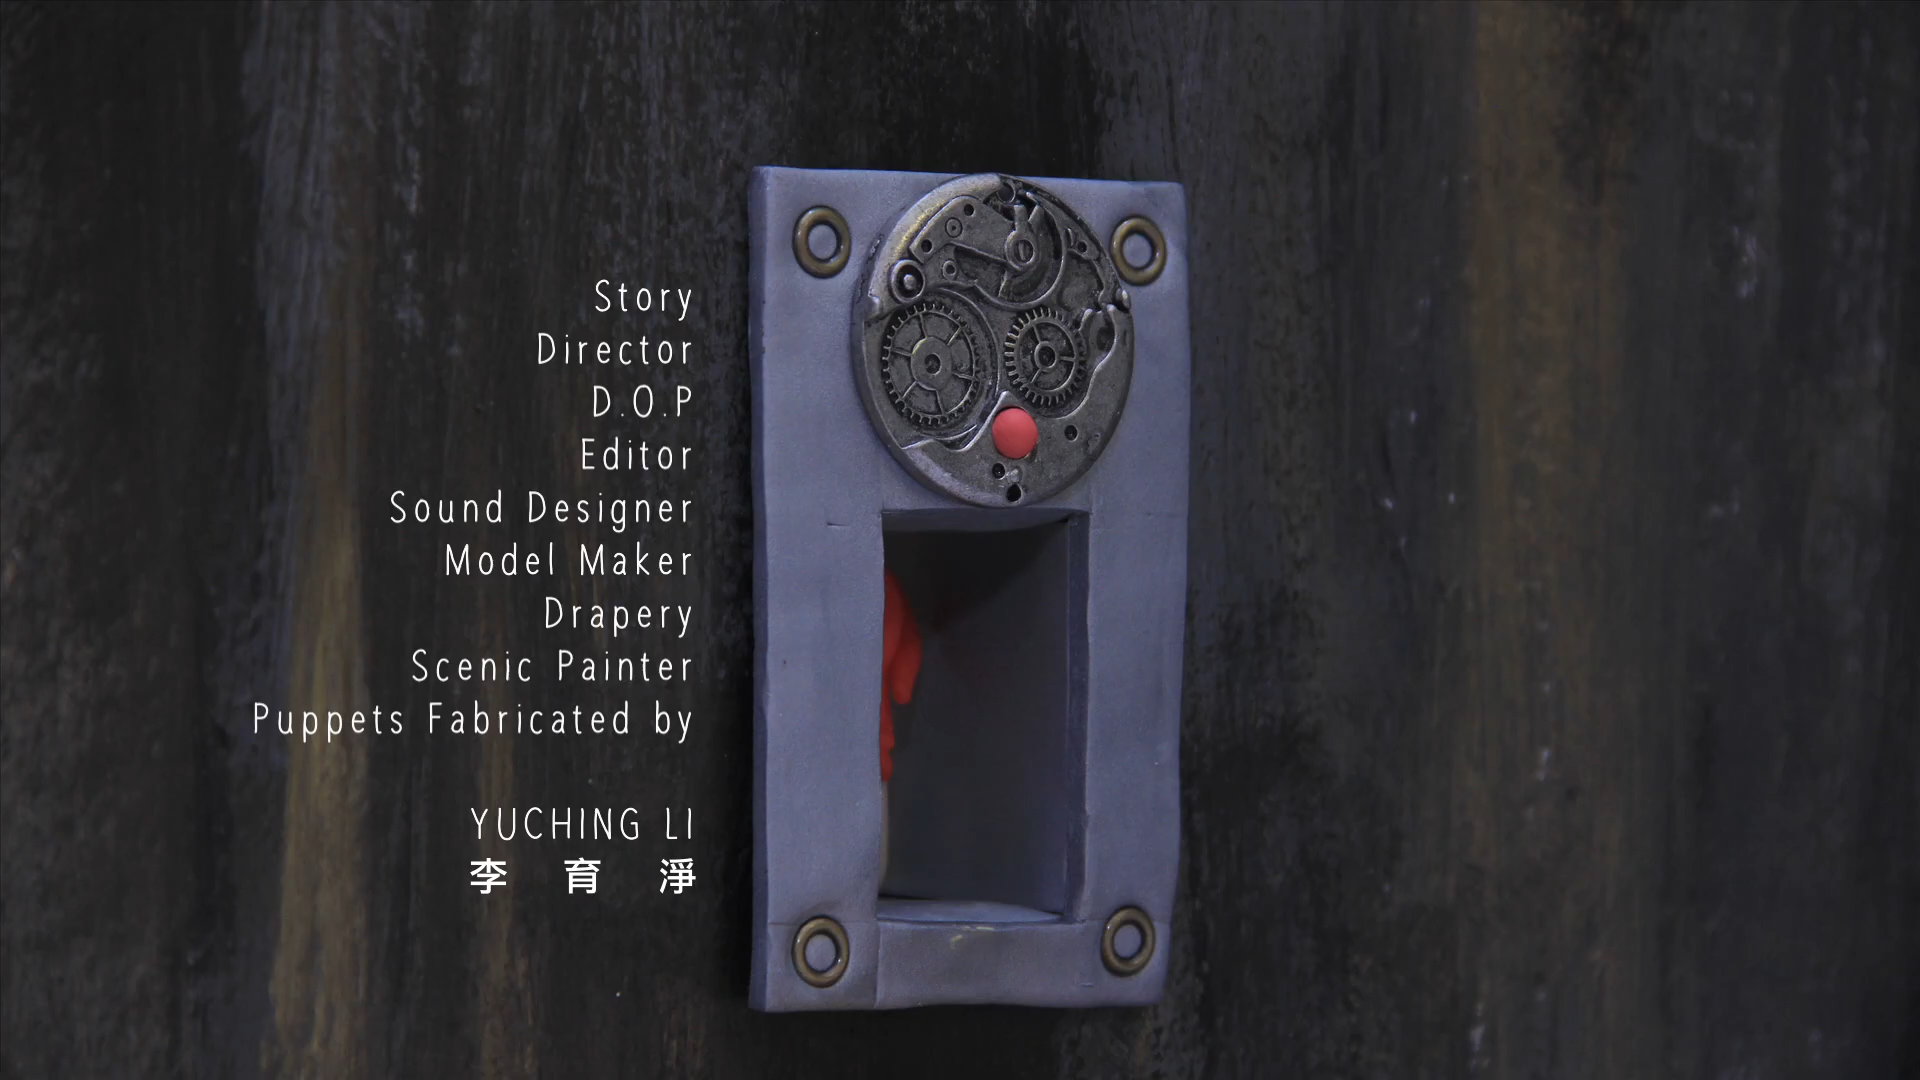 Story
Director
D.O.P
Editor
Sound Designer
Model Maker
Drapery
Scenic Painter
Puppets Fabricated by
YUCHING LI
李育淨